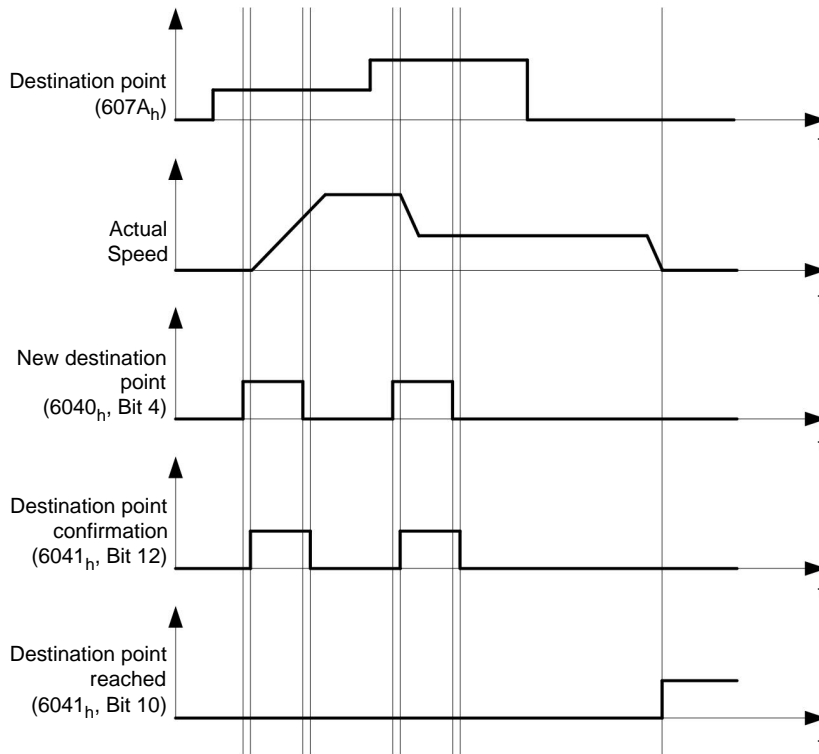 Destination point
(607Ah)
Actual
Speed
New destination
point
(6040h, Bit 4)
Destination point
confirmation
(6041h, Bit 12)
Destination point
reached
(6041h, Bit 10)